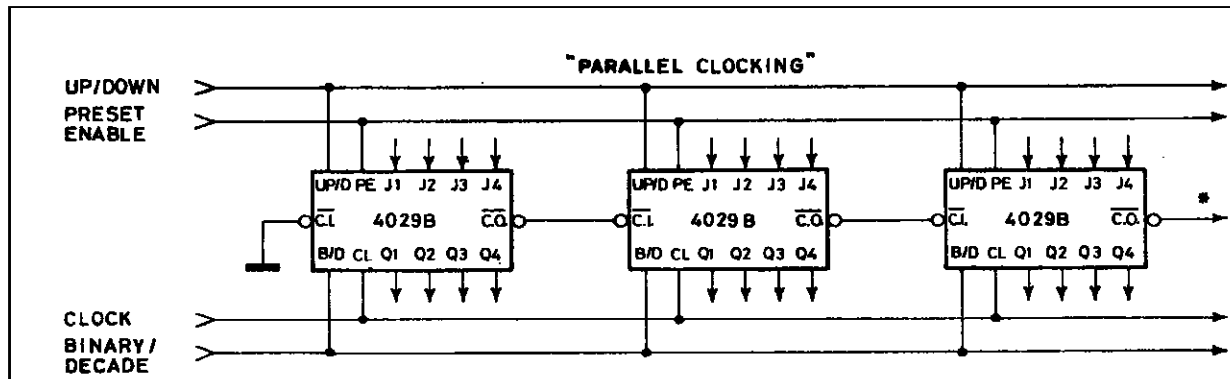 "PARALLEL CLOCKING"
UP/DOWN
PRESET
ENABLE
UP/D PE J1 J2 J3 J4
C.I. 4029B C.O.
B/D CL Q1 Q2 Q3 Q4
UP/D PE J1 J2 J3 J4
C.I. 4029B C.O.
B/D CL Q1 Q2 Q3 Q4
UP/D PE J1 J2 J3 J4
C.I. 4029B C.O.
B/D CL Q1 Q2 Q3 Q4
*
CLOCK
BINARY/
DECADE